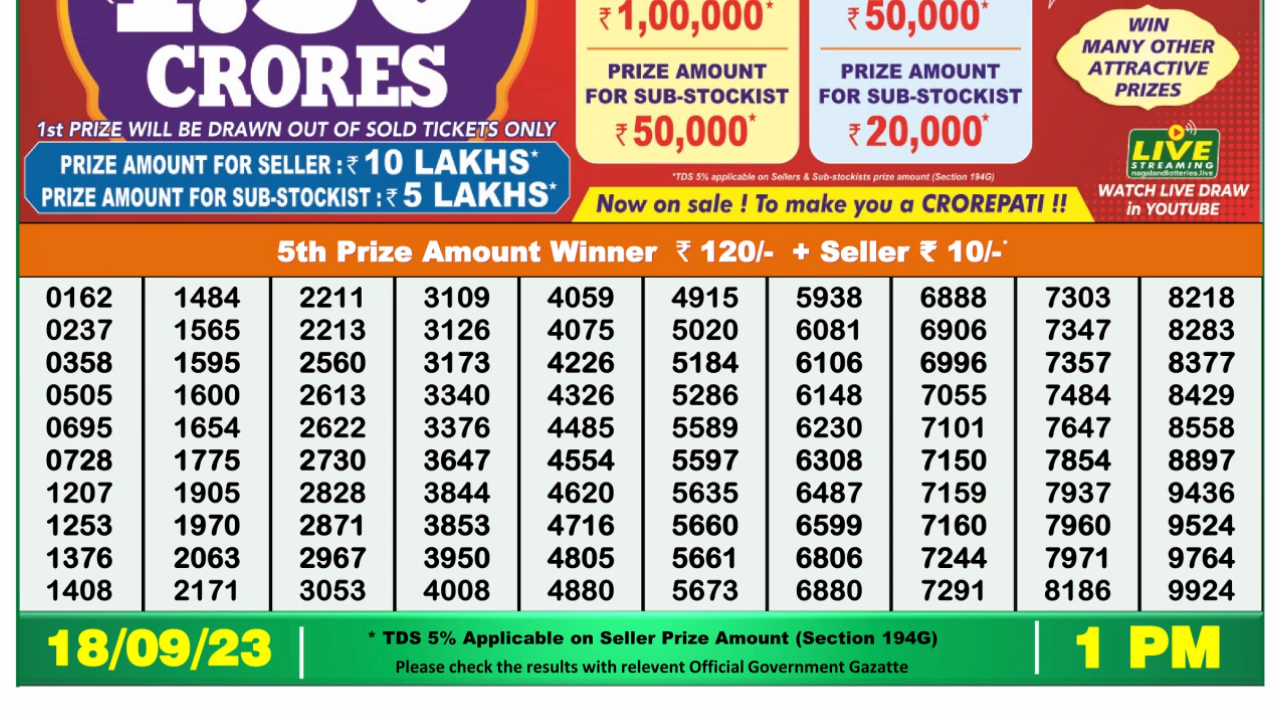 CRORES
1st PRIZE WILL BE DRAWN OUT OF SOLD TICKETS ONLY
PRIZE AMOUNT FOR SELLER : ₹ 10 LAKHS*
PRIZE AMOUNT FOR SUB-STOCKIST : ₹ 5 LAKHS*
₹ 1,00,000*
PRIZE AMOUNT
FOR SUB-STOCKIST
₹ 50,000*
₹ 50,000*
PRIZE AMOUNT
FOR SUB-STOCKIST
₹ 20,000*
*TDS 5% applicable on Sellers & Sub-stockists prize amount (Section 194G)
Now on sale ! To make you a CROREPATI !!
WIN
MANY OTHER
ATTRACTIVE
PRIZES
LIVE
STREAMING
nagalandlotteries.live
WATCH LIVE DRAW
in YOUTUBE
5th Prize Amount Winner ₹ 120/- + Seller ₹ 10/-*
0162 1484 2211 3109 4059 4915 5938 6888 7303 8218
0237 1565 2213 3126 4075 5020 6081 6906 7347 8283
0358 1595 2560 3173 4226 5184 6106 6996 7357 8377
0505 1600 2613 3340 4326 5286 6148 7055 7484 8429
0695 1654 2622 3376 4485 5589 6230 7101 7647 8558
0728 1775 2730 3647 4554 5597 6308 7150 7854 8897
1207 1905 2828 3844 4620 5635 6487 7159 7937 9436
1253 1970 2871 3853 4716 5660 6599 7160 7960 9524
1376 2063 2967 3950 4805 5661 6806 7244 7971 9764
1408 2171 3053 4008 4880 5673 6880 7291 8186 9924
18/09/23
* TDS 5% Applicable on Seller Prize Amount (Section 194G)
Please check the results with relevent Official Government Gazatte
1 PM